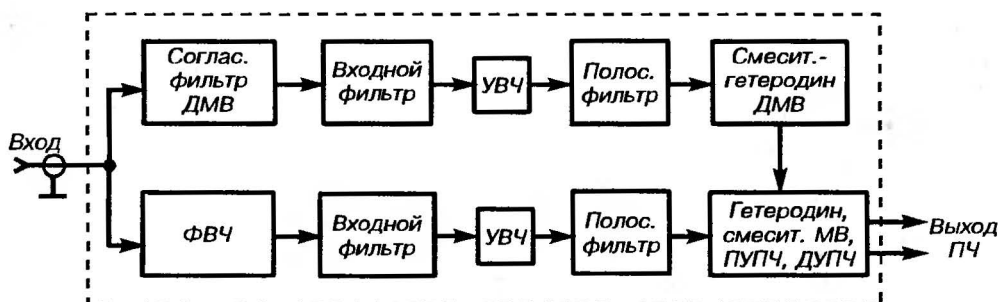 Соглас.
фильтр
ДМВ
Входной
фильтр
УВЧ
Полос.
фильтр
Смесит.-
гетеродин
ДМВ
Вход
ФВЧ
Входной
фильтр
УВЧ
Полос.
фильтр
Гетеродин,
смесит. МВ,
ПУПЧ, ДУПЧ
Выход
ПЧ